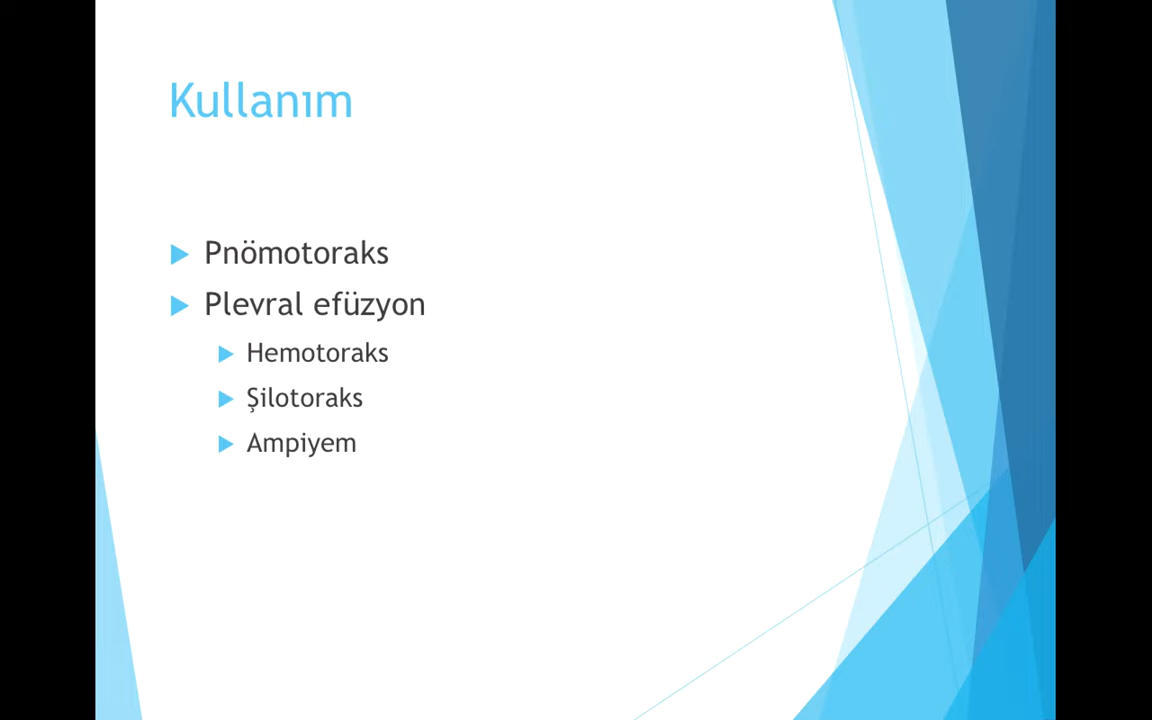 Kullanım
Pnömotoraks
Plevral efüzyon
Hemotoraks
Şilotoraks
Ampiyem